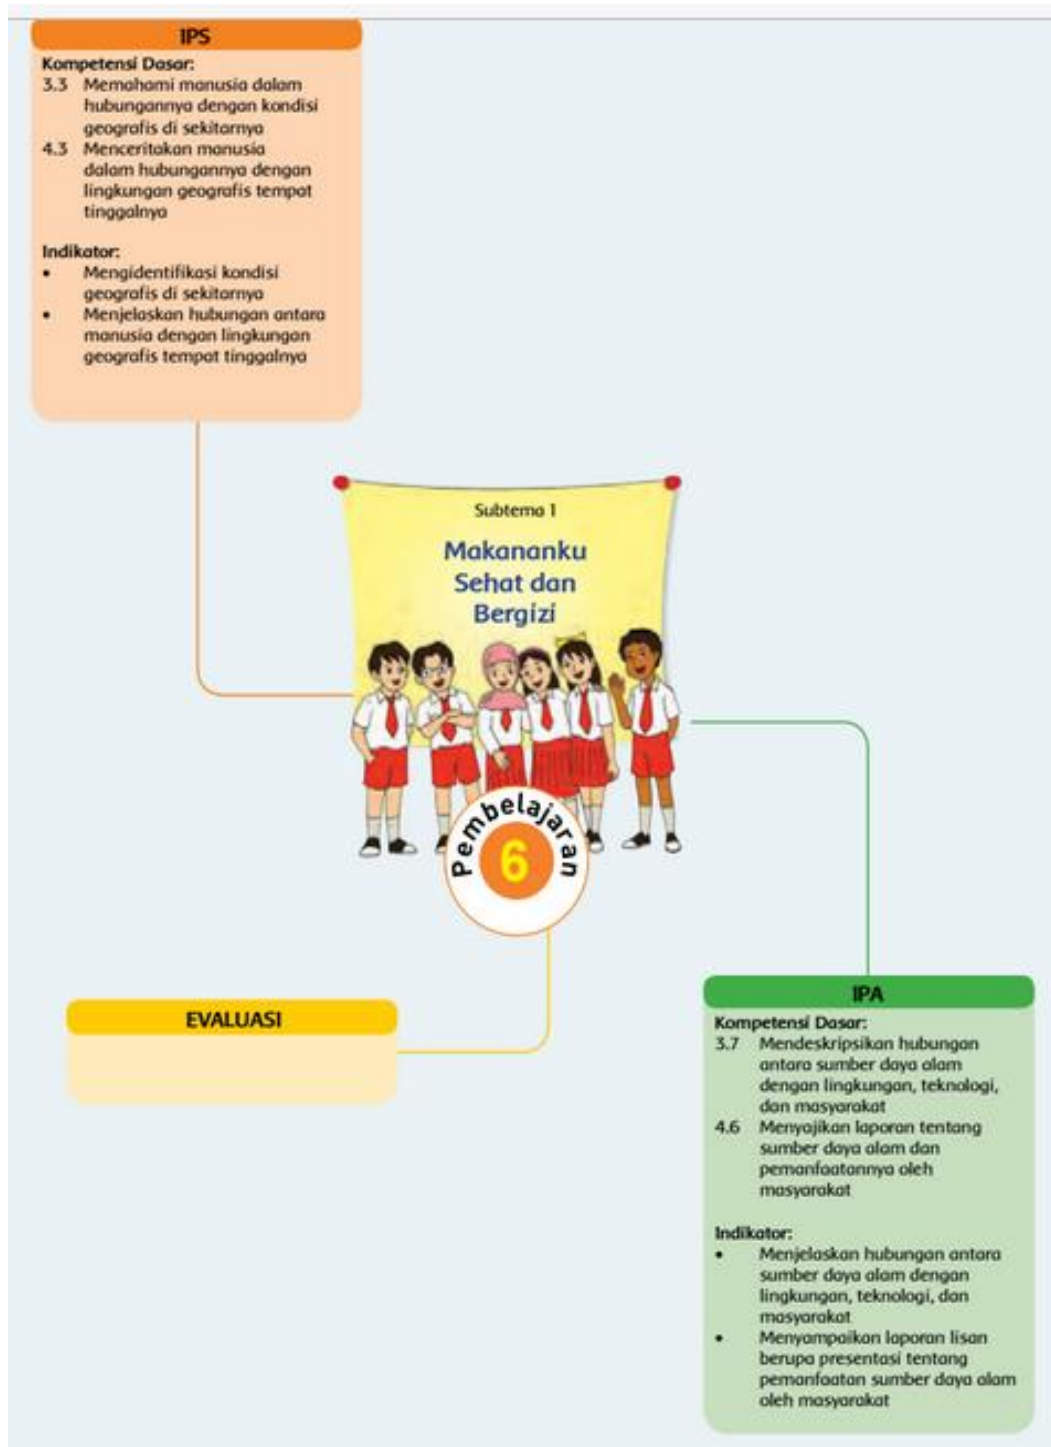 IPS
Kompetensi Dasar:
3.3 Memahami manusia dalam
hubungannya dengan kondisi
geografis di sekitarnya
4.3 Menceritakan manusia
dalam hubungannya dengan
lingkungan geografis tempat
tinggalnya
Indikator:
• Mengidentifikasi kondisi
geografis di sekitarnya
• Menjelaskan hubungan antara
manusia dengan lingkungan
geografis tempat tinggalnya
Subtema 1
Makananku
Sehat dan
Bergizi
Pembelajaran
6
EVALUASI
IPA
Kompetensi Dasar:
3.7 Mendeskripsikan hubungan
antara sumber daya alam
dengan lingkungan, teknologi,
dan masyarakat
4.6 Menyajikan laporan tentang
sumber daya alam dan
pemanfaatannya oleh
masyarakat
Indikator:
• Menjelaskan hubungan antara
sumber daya alam dengan
lingkungan, teknologi, dan
masyarakat
• Menyampaikan laporan lisan
berupa presentasi tentang
pemanfaatan sumber daya alam
oleh masyarakat